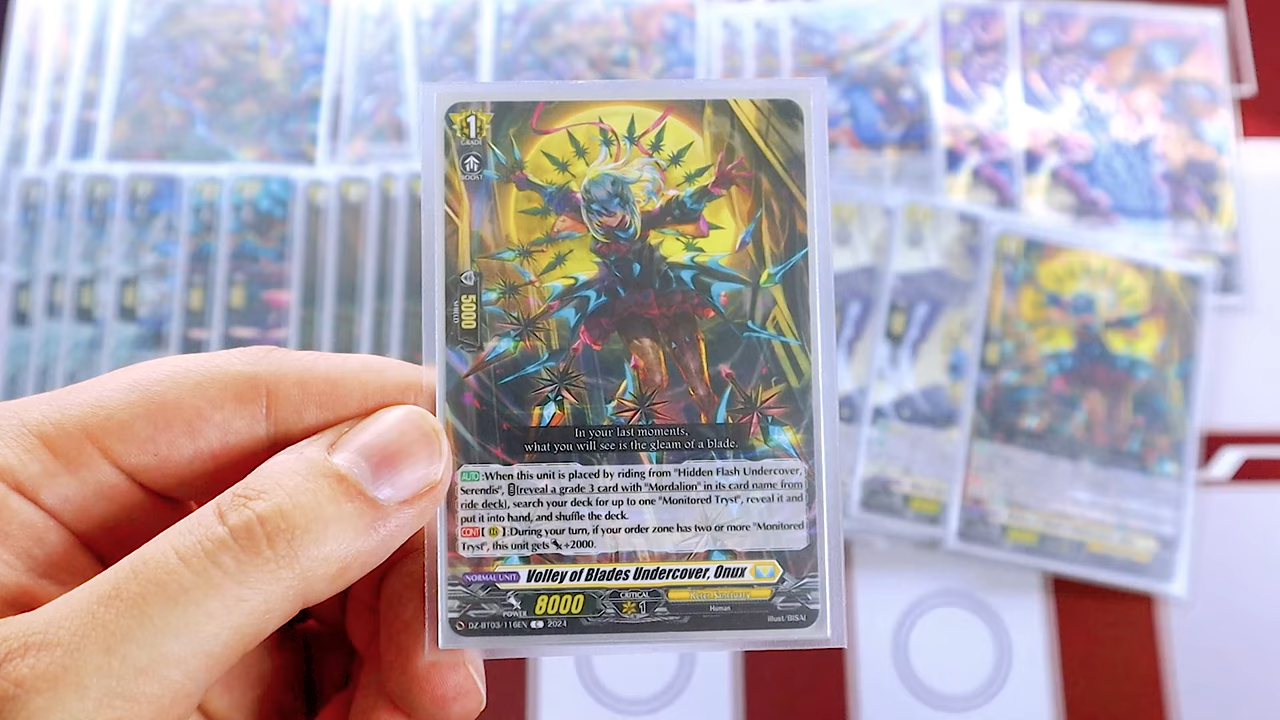 1
GRADE
BOOST
5000
SHIELD
In your last moments,
what you will see is the gleam of a blade.
AUTO:When this unit is placed by riding from "Hidden Flash Undercover,
Serendis", [reveal a grade 3 card with "Mordalion" in its card name from
ride deck], search your deck for up to one "Monitored Tryst", reveal it and
put it into hand, and shuffle the deck.
CONT[ ]:During your turn, if your order zone has two or more "Monitored
Tryst", this unit gets +2000.
NORMAL UNIT Volley of Blades Undercover, Onux
POWER 8000 CRITICAL 1 Keter Sanctuary
Human
DZ-BT03/116EN C 2024 Illust/BISAI